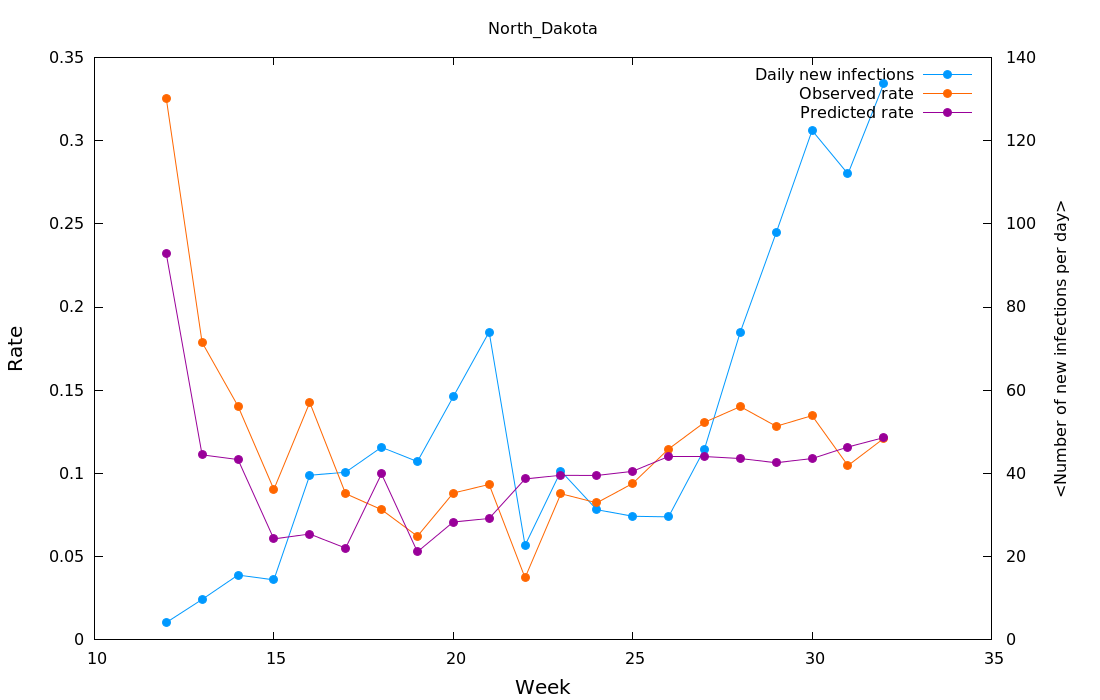 North_Dakota
0.35
0.3
0.25
0.2
0.15
0.1
0.05
0
Rate
140
120
100
80
60
40
20
0
<Number of new infections per day>
Daily new infections
Observed rate
Predicted rate
10 15 20 25 30 35
Week